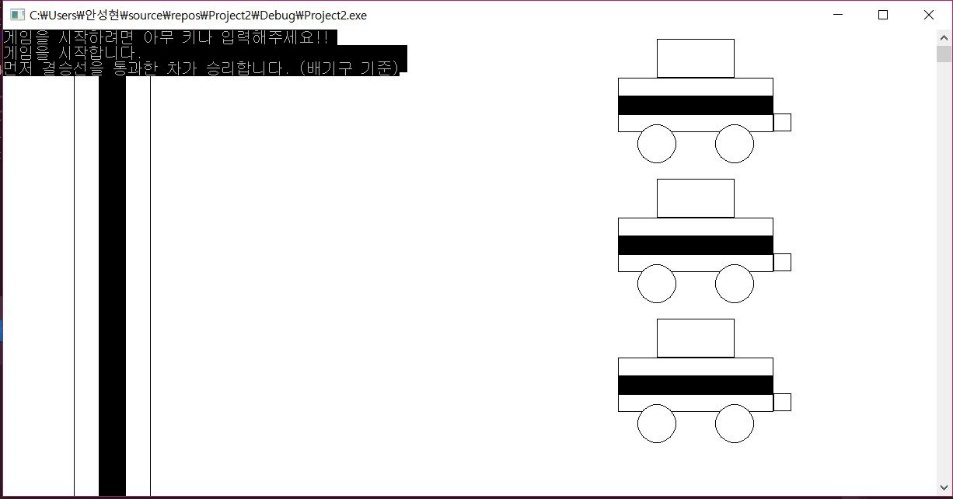 C:₩Users₩안성현₩source₩repos₩Project2₩Debug₩Project2.exe
게임을 시작하려면 아무 키나 입력해주세요!!
게임을 시작합니다.
먼저 결승선을 통과한 차가 승리합니다. (배기구 기준)